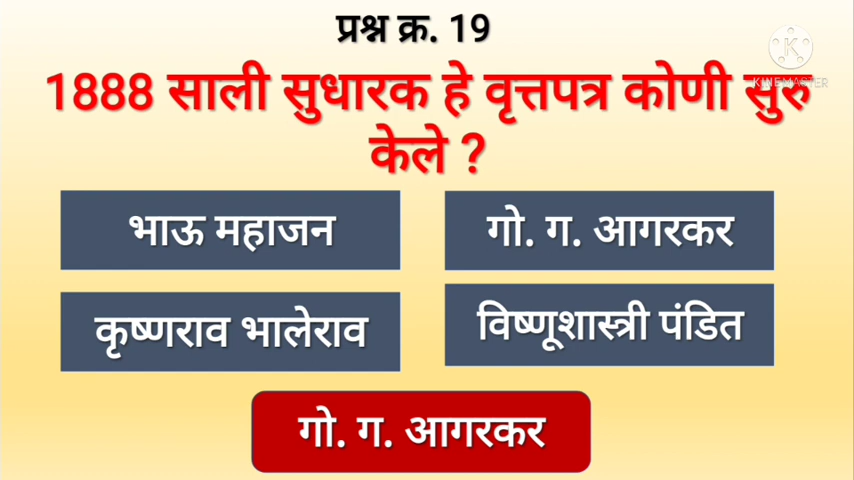 प्रश्न क्र. 19
1888 साली सुधारक हे वृत्तपत्र कोणी सुरु
केले ?
भाऊ महाजन
गो. ग. आगरकर
कृष्णराव भालेराव
विष्णूशास्त्री पंडित
गो. ग. आगरकर
K
KINEMASTER